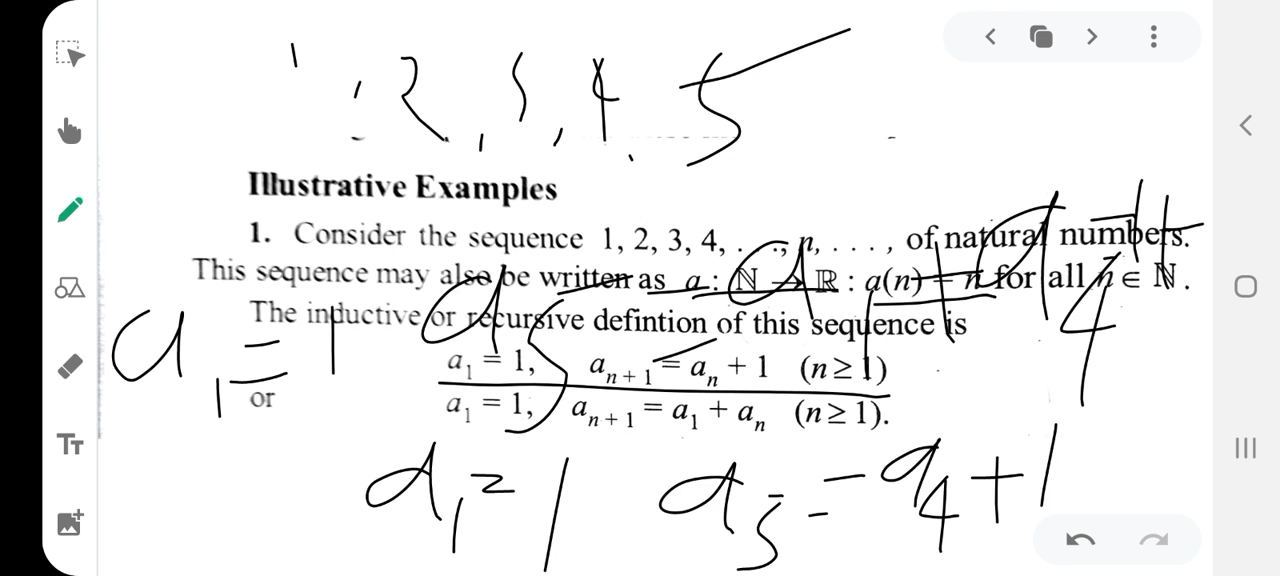 1, 2, 3, 4, 5
Illustrative Examples
1. Consider the sequence 1, 2, 3, 4, . . ., n, . . . . , of natural numbers.
This sequence may also be written as a : ℕ → ℝ : a(n) = n for all n ∈ ℕ.
The inductive or recursive defintion of this sequence is
a₁ = 1
a₁ = 1, aₙ₊₁ = aₙ + 1 (n ≥ 1)
or
a₁ = 1, aₙ₊₁ = a₁ + aₙ (n ≥ 1).
a₁ = 1 a₅ = a₄ + 1
Tт